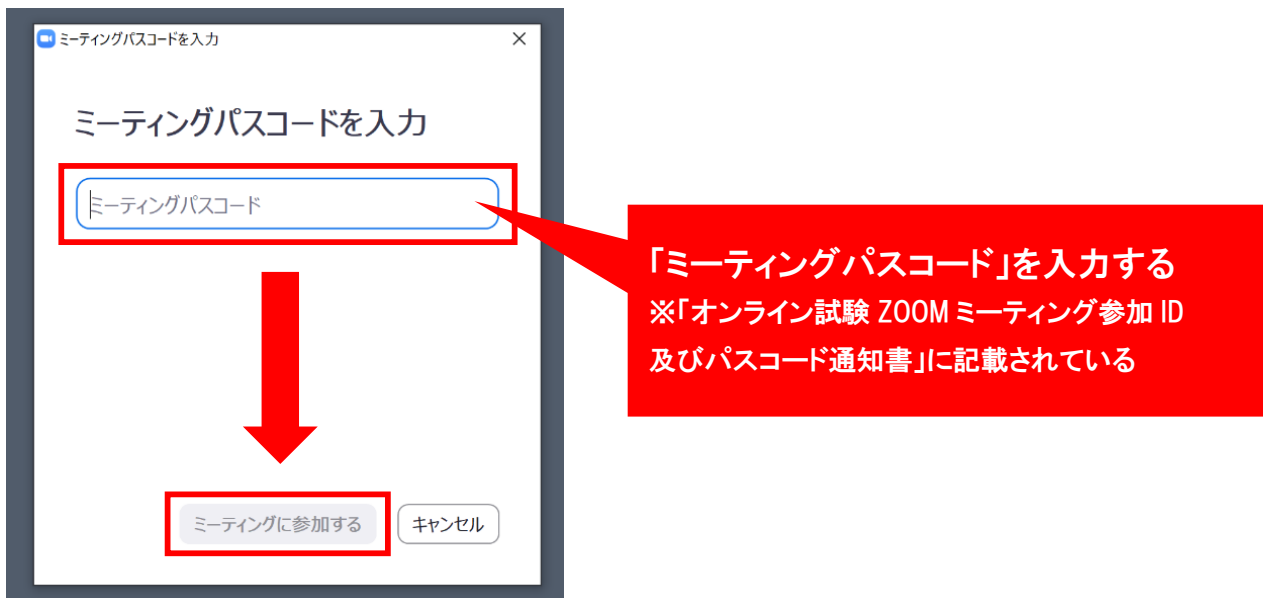 ミーティングパスコードを入力
ミーティングパスコードを入力
ミーティングパスコード
「ミーティングパスコード」を入力する
※「オンライン試験 ZOOMミーティング参加 ID
及びパスコード通知書」に記載されている
ミーティングに参加する
キャンセル